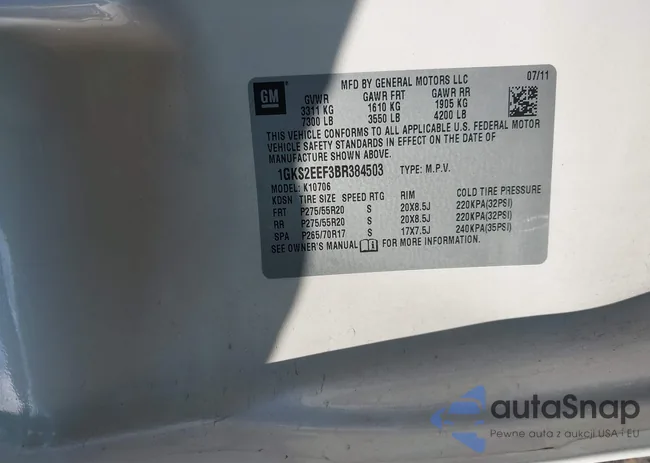 GM
MFD BY GENERAL MOTORS LLC 07/11
GVWR GAWR FRT GAWR RR
3311 KG 1610 KG 1905 KG
7300 LB 3550 LB 4200 LB
THIS VEHICLE CONFORMS TO ALL APPLICABLE U.S. FEDERAL MOTOR
VEHICLE SAFETY STANDARDS IN EFFECT ON THE DATE OF
MANUFACTURE SHOWN ABOVE.
1GKS2EEF3BR384503 TYPE: M.P.V.
MODEL: K10706
KDSN TIRE SIZE SPEED RTG RIM COLD TIRE PRESSURE
FRT P275/55R20 S 20X8.5J 220KPA(32PSI)
RR P275/55R20 S 20X8.5J 220KPA(32PSI)
SPA P265/70R17 S 17X7.5J 240KPA(35PSI)
SEE OWNER'S MANUAL FOR MORE INFORMATION.
autaSnap
Pewne auta z aukcji USA i EU